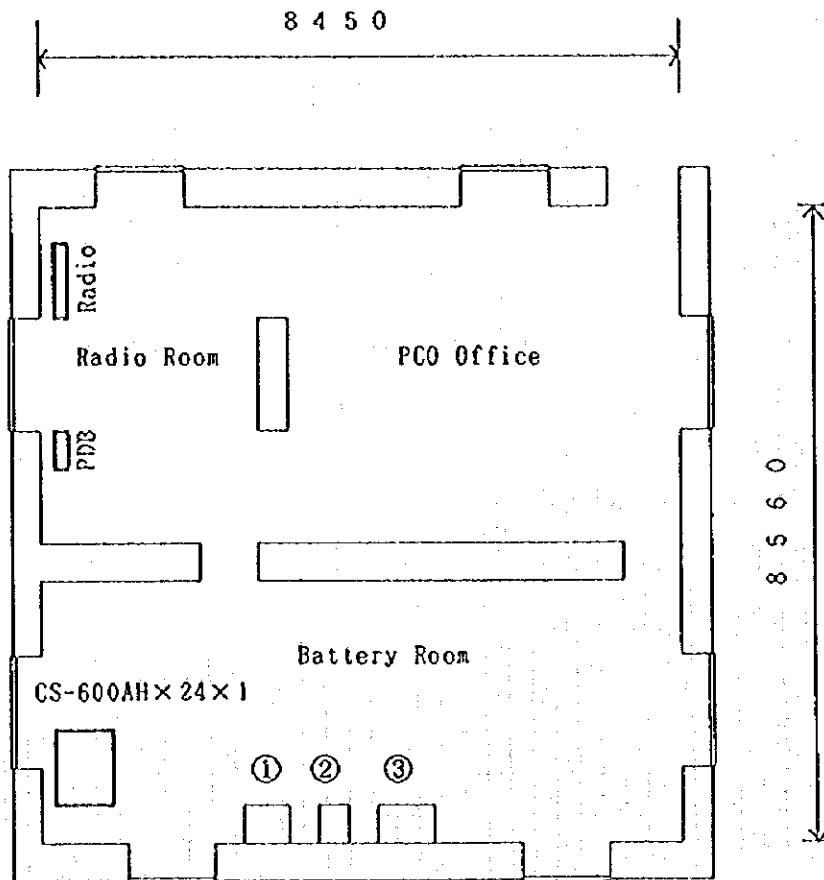 8450
Radio
Radio Room
PCO Office
PDB
8560
Battery Room
CS-600AH×24×1
① ② ③